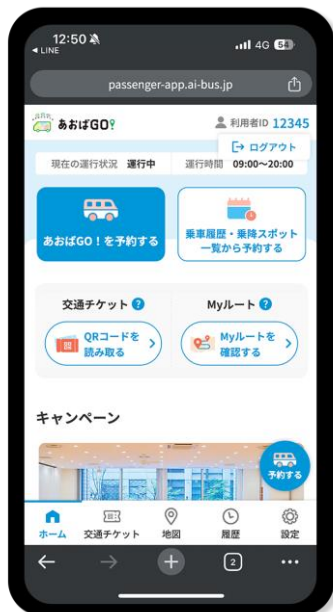 12:50
LINE
4G 52
passenger-app.ai-bus.jp
あおばGO!
利用者ID 12345
ログアウト
現在の運行状況 運行中
運行時間 09:00〜20:00
あおばGO！を予約する
乗車履歴・乗降スポット
一覧から予約する
交通チケット ?
Myルート ?
QRコードを
読み取る
Myルートを
確認する
キャンペーン
予約する
ホーム
交通チケット
地図
履歴
設定
2